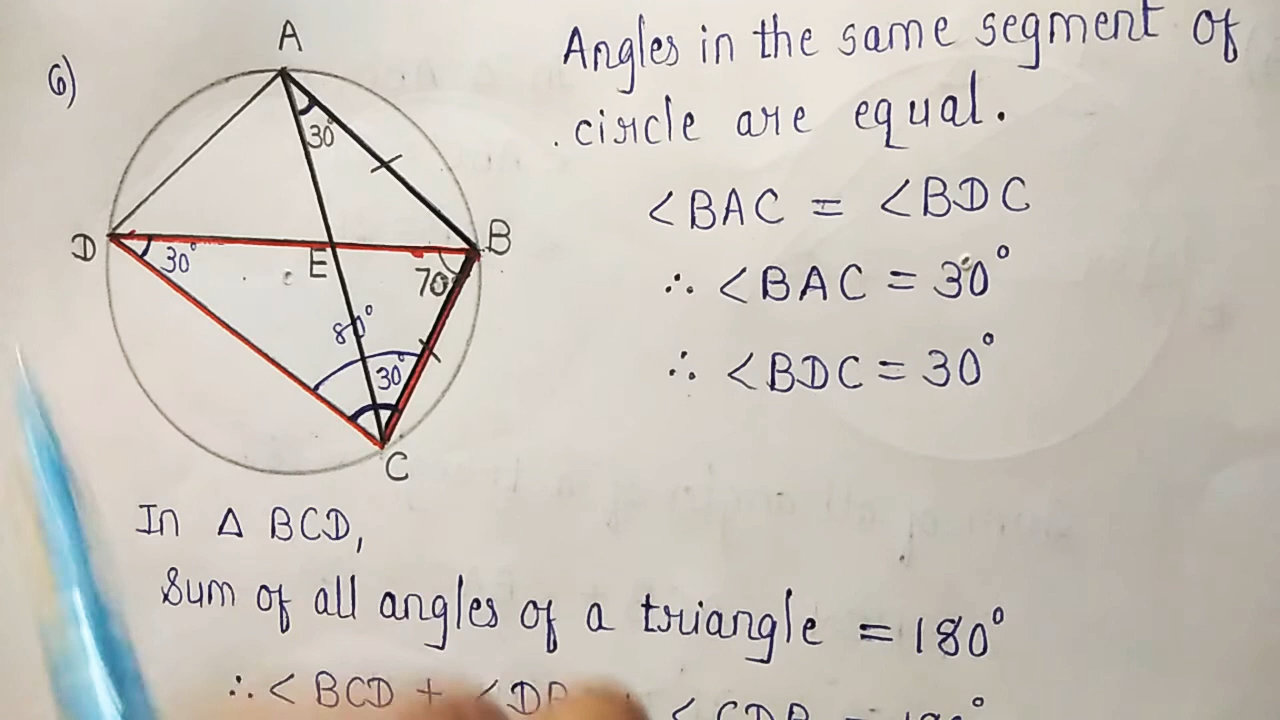 6)
A
30°
D
30°
E
B
70
80°
30°
C
Angles in the same segment of
circle are equal.
<BAC = <BDC
∴ <BAC = 30°
∴ <BDC = 30°
In Δ BCD,
Sum of all angles of a triangle = 180°
∴ < BCD +